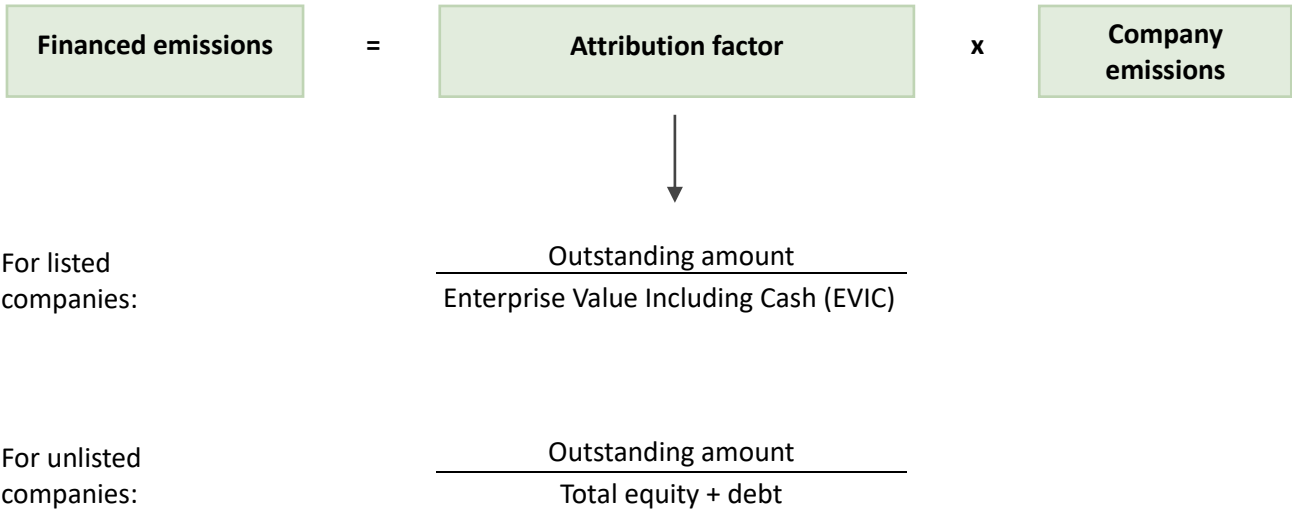 Financed emissions = Attribution factor x Company
emissions
For listed
companies:
Outstanding amount
Enterprise Value Including Cash (EVIC)
For unlisted
companies:
Outstanding amount
Total equity + debt